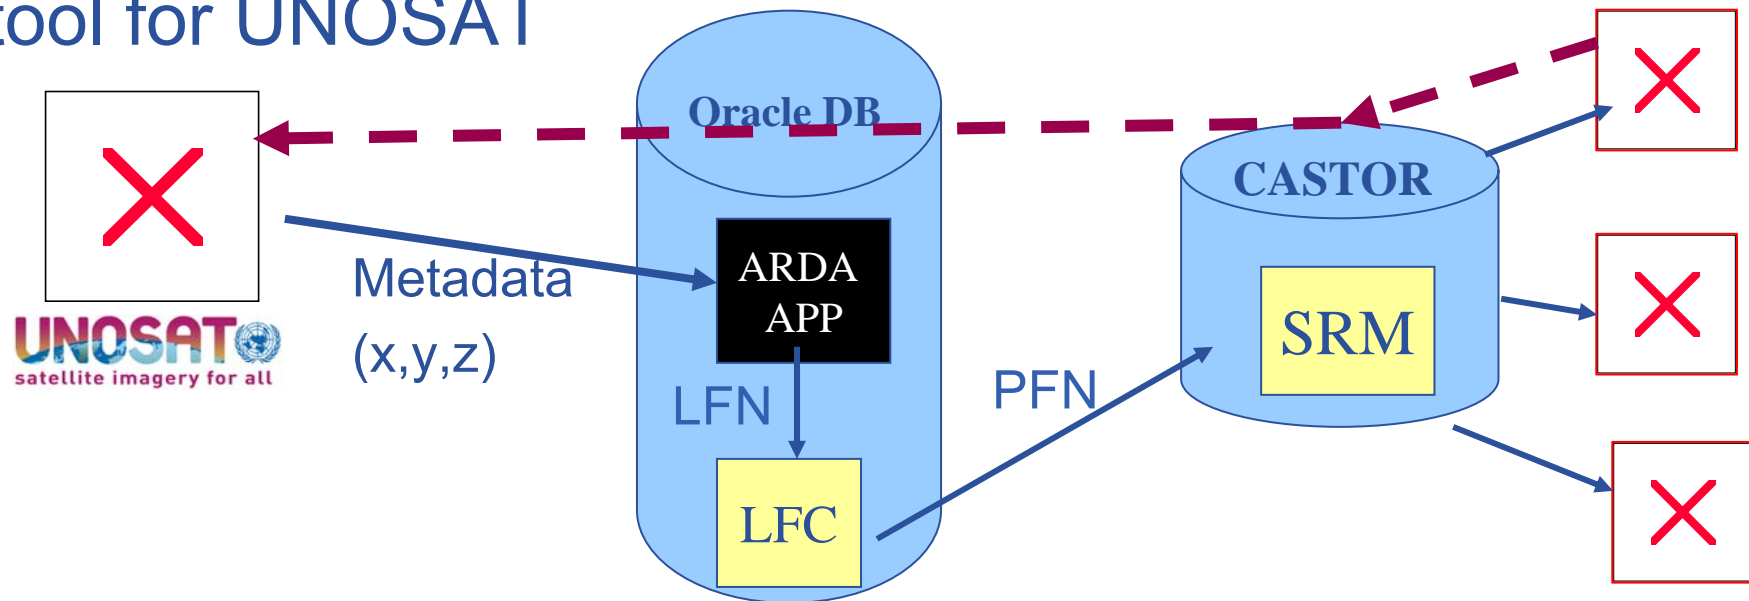 tool for UNOSAT
Oracle DB
CASTOR
ARDA
APP
Metadata
(x,y,z)
SRM
UNOSAT
satellite imagery for all
LFN
PFN
LFC